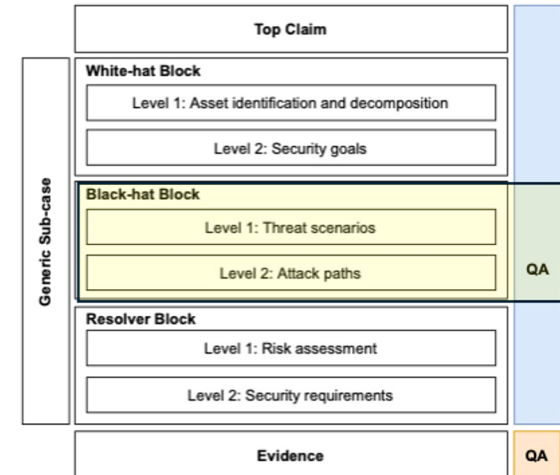 Top Claim
White-hat Block
Level 1: Asset identification and decomposition
Level 2: Security goals
Black-hat Block
Level 1: Threat scenarios
Level 2: Attack paths
Resolver Block
Level 1: Risk assessment
Level 2: Security requirements
Generic Sub-case
QA
Evidence
QA